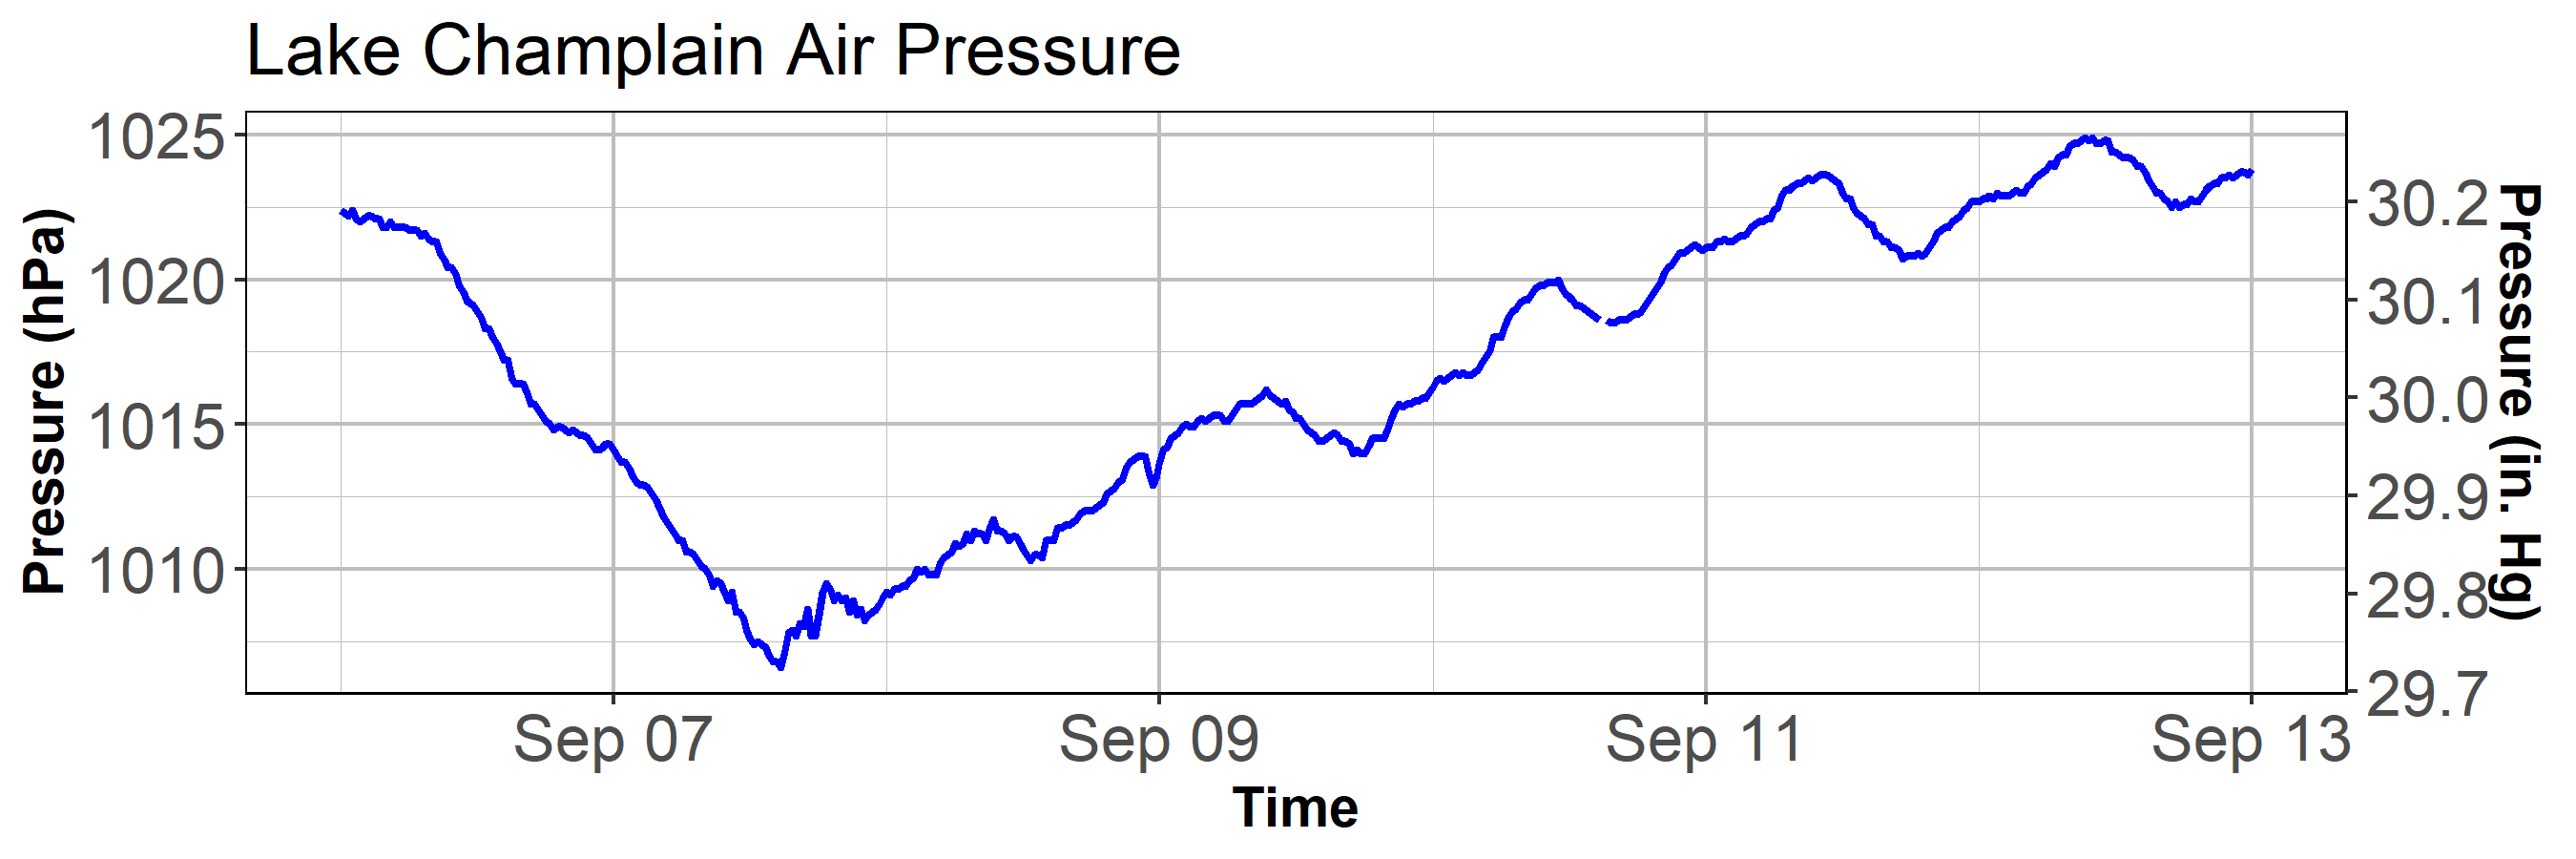 Lake Champlain Air Pressure
Pressure (hPa)
1025
1020
1015
1010
30.2
30.1
30.0
29.9
29.8
29.7
Pressure (in. Hg)
Sep 07 Sep 09 Sep 11 Sep 13
Time